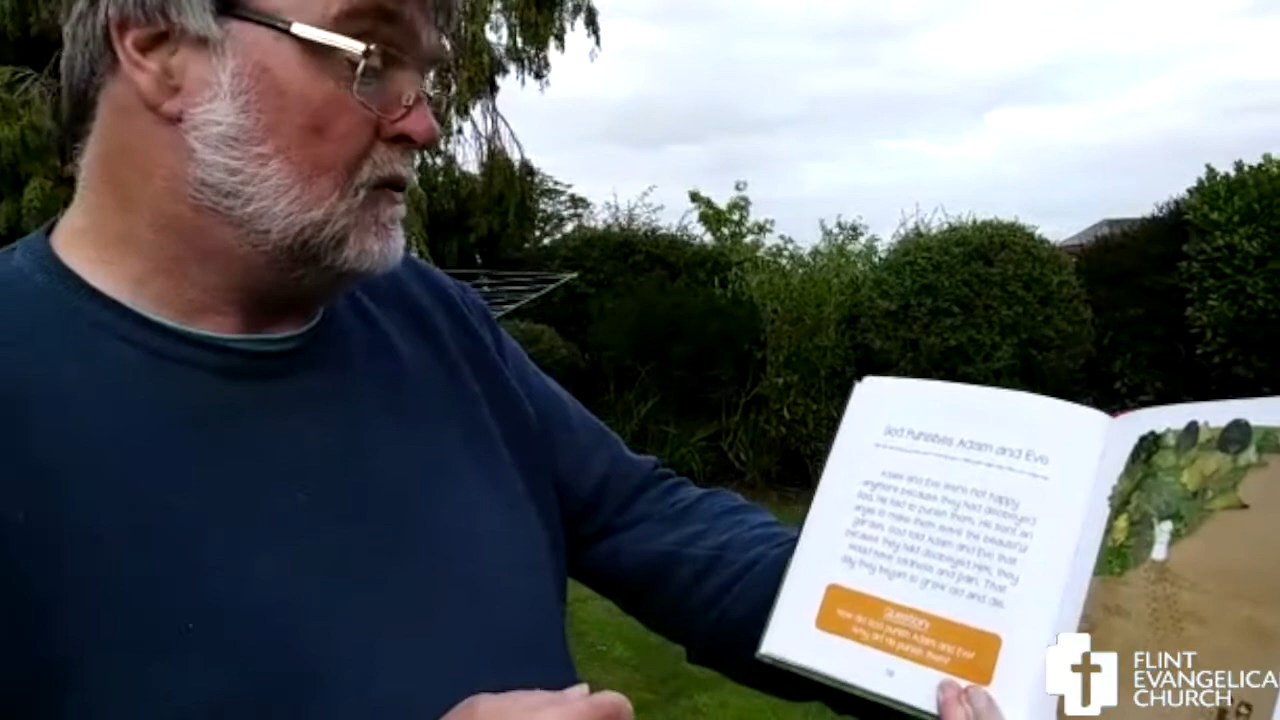 God Punishes Adam and Eve
Adam and Eve were not happy
anymore because they had disobeyed
God. He had to punish them. He sent an
angel to make them leave the beautiful
garden. God told Adam and Eve that
because they had disobeyed Him, they
would have sadness and pain. That
day they began to grow old and die.
Question
How did God punish Adam and Eve?
Why did He punish them?
FLINT
EVANGELICA
CHURCH